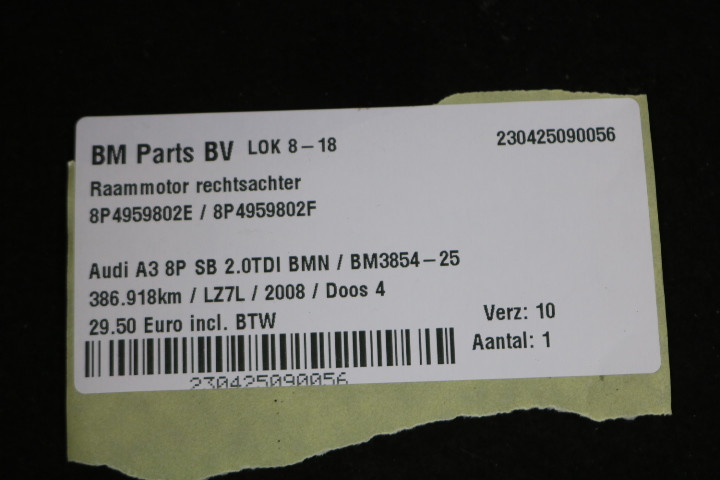 BM Parts BV LOK 8-18 230425090056
Raammotor rechtsachter
8P4959802E / 8P4959802F
Audi A3 8P SB 2.0TDI BMN / BM3854-25
386.918km / LZ7L / 2008 / Doos 4
29.50 Euro incl. BTW Verz: 10
Aantal: 1
230425090056